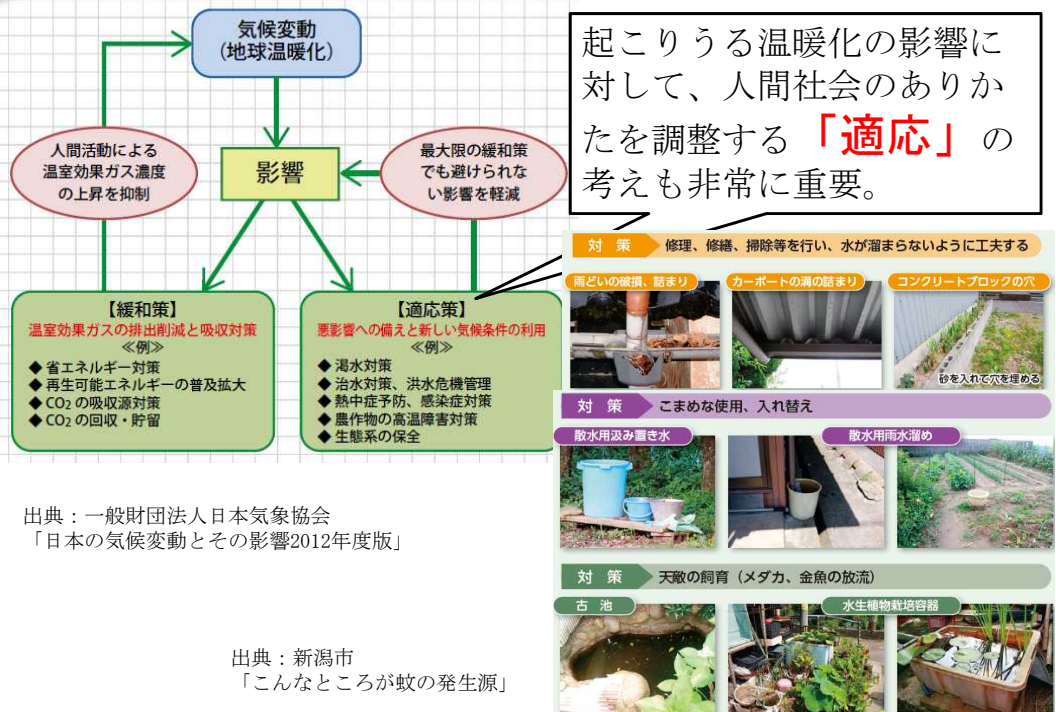 気候変動
(地球温暖化)
人間活動による
温室効果ガス濃度
の上昇を抑制
影響
最大限の緩和策
でも避けられな
い影響を軽減
【緩和策】
温室効果ガスの排出削減と吸収対策
≪例≫
◆ 省エネルギー対策
◆ 再生可能エネルギーの普及拡大
◆ CO₂ の吸収源対策
◆ CO₂ の回収・貯留
【適応策】
悪影響への備えと新しい気候条件の利用
≪例≫
◆ 渇水対策
◆ 治水対策、洪水危機管理
◆ 熱中症予防、感染症対策
◆ 農作物の高温障害対策
◆ 生態系の保全
起こりうる温暖化の影響に
対して、人間社会のありか
たを調整する「適応」の
考えも非常に重要。
対 策 修理、修繕、掃除等を行い、水が溜まらないように工夫する
雨どいの破損、詰まり
カーポートの溝の詰まり
コンクリートブロックの穴
砂を入れて穴を埋める
対 策 こまめな使用、入れ替え
散水用汲み置き水
散水用雨水溜め
対 策 天敵の飼育（メダカ、金魚の放流）
古 池
水生植物栽培容器
出典：一般財団法人日本気象協会
「日本の気候変動とその影響2012年度版」
出典：新潟市
「こんなところが蚊の発生源」